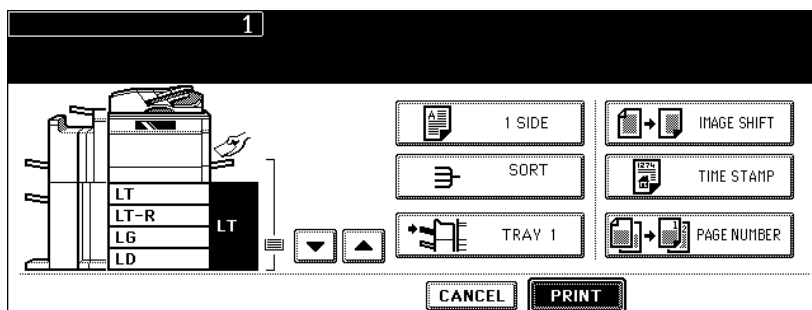 1
1 SIDE
IMAGE SHIFT
SORT
TIME STAMP
TRAY 1
PAGE NUMBER
LT
LT-R
LG
LD
LT
CANCEL
PRINT